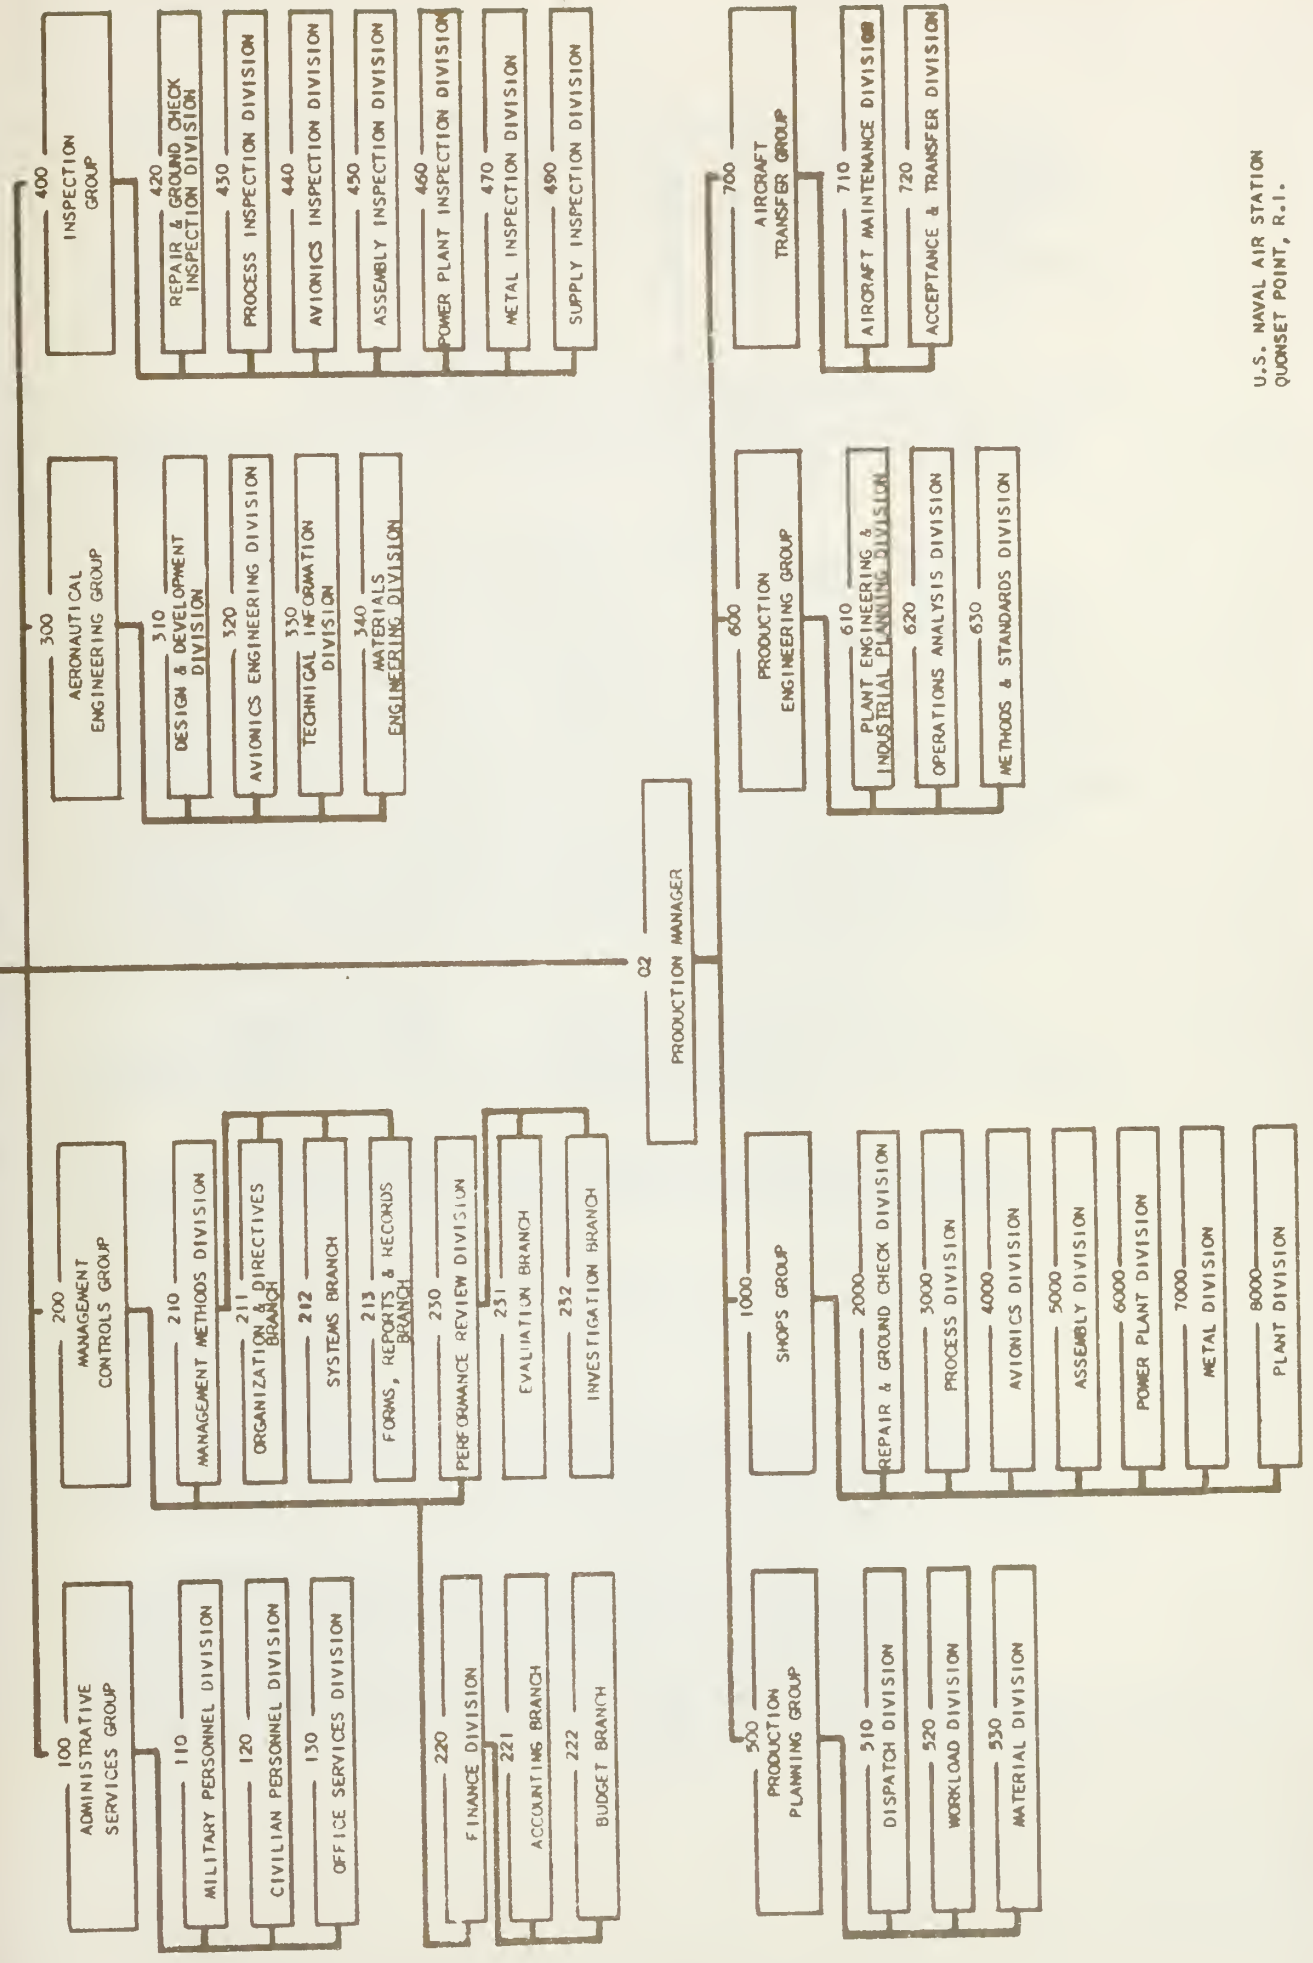 100
ADMINISTRATIVE
SERVICES GROUP
110
MILITARY PERSONNEL DIVISION
120
CIVILIAN PERSONNEL DIVISION
130
OFFICE SERVICES DIVISION
200
MANAGEMENT
CONTROLS GROUP
210
MANAGEMENT METHODS DIVISION
211
ORGANIZATION & DIRECTIVES
BRANCH
212
SYSTEMS BRANCH
213
FORMS, REPORTS & RECORDS
BRANCH
220
FINANCE DIVISION
221
ACCOUNTING BRANCH
222
BUDGET BRANCH
230
PERFORMANCE REVIEW DIVISION
231
EVALUATION BRANCH
232
INVESTIGATION BRANCH
300
AERONAUTICAL
ENGINEERING GROUP
310
DESIGN & DEVELOPMENT
DIVISION
320
AVIONICS ENGINEERING DIVISION
330
TECHNICAL INFORMATION
DIVISION
340
MATERIALS
ENGINEERING DIVISION
400
INSPECTION
GROUP
420
REPAIR & GROUND CHECK
INSPECTION DIVISION
430
PROCESS INSPECTION DIVISION
440
AVIONICS INSPECTION DIVISION
450
ASSEMBLY INSPECTION DIVISION
460
POWER PLANT INSPECTION DIVISION
470
METAL INSPECTION DIVISION
490
SUPPLY INSPECTION DIVISION
02
PRODUCTION MANAGER
500
PRODUCTION
PLANNING GROUP
510
DISPATCH DIVISION
520
WORKLOAD DIVISION
530
MATERIAL DIVISION
1000
SHOPS GROUP
2000
REPAIR & GROUND CHECK DIVISION
3000
PROCESS DIVISION
4000
AVIONICS DIVISION
5000
ASSEMBLY DIVISION
6000
POWER PLANT DIVISION
7000
METAL DIVISION
8000
PLANT DIVISION
600
PRODUCTION
ENGINEERING GROUP
610
PLANT ENGINEERING &
INDUSTRIAL PLANNING DIVISION
620
OPERATIONS ANALYSIS DIVISION
630
METHODS & STANDARDS DIVISION
700
AIRCRAFT
TRANSFER GROUP
710
AIRCRAFT MAINTENANCE DIVISION
720
ACCEPTANCE & TRANSFER DIVISION
U.S. NAVAL AIR STATION
QUONSET POINT, R.I.